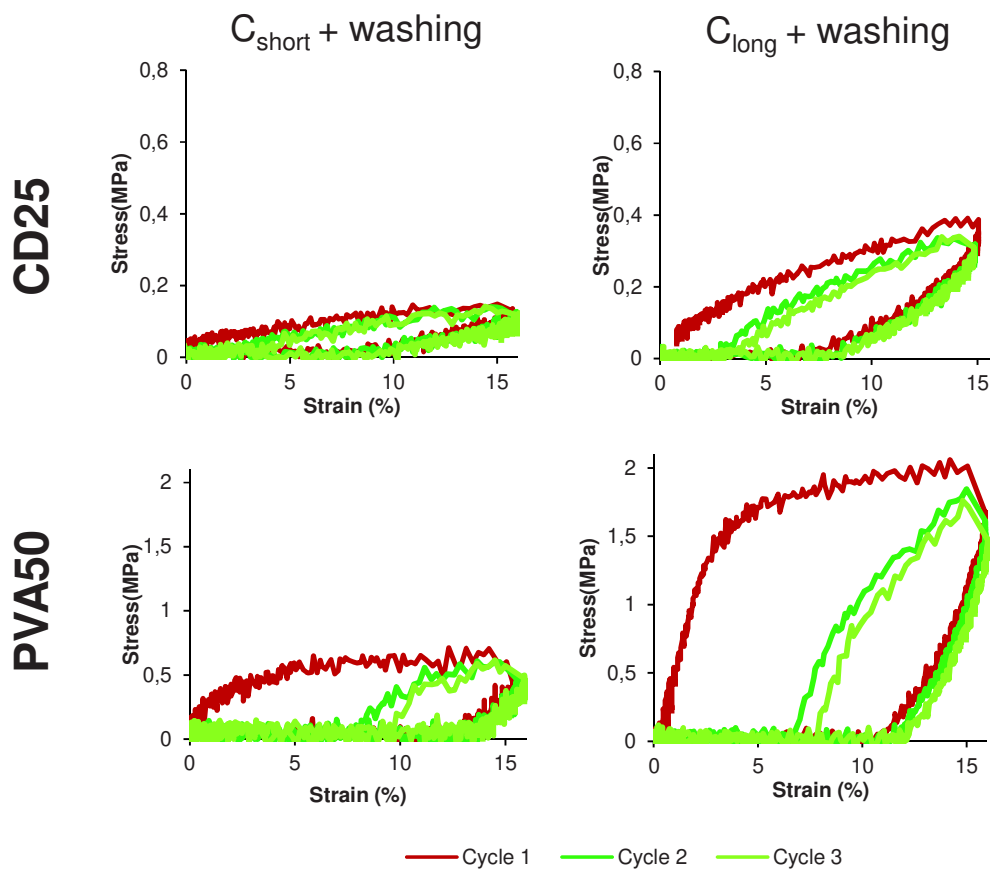 C_short + washing
C_long + washing
CD25
0,8
0,6
0,4
0,2
0
Stress(MPa)
0 5 10 15
Strain (%)
0,8
0,6
0,4
0,2
0
Stress(MPa)
0 5 10 15
Strain (%)
PVA50
2
1,5
1
0,5
0
Stress(MPa)
0 5 10 15
Strain (%)
2
1,5
1
0,5
0
Stress(MPa)
0 5 10 15
Strain (%)
Cycle 1 Cycle 2 Cycle 3